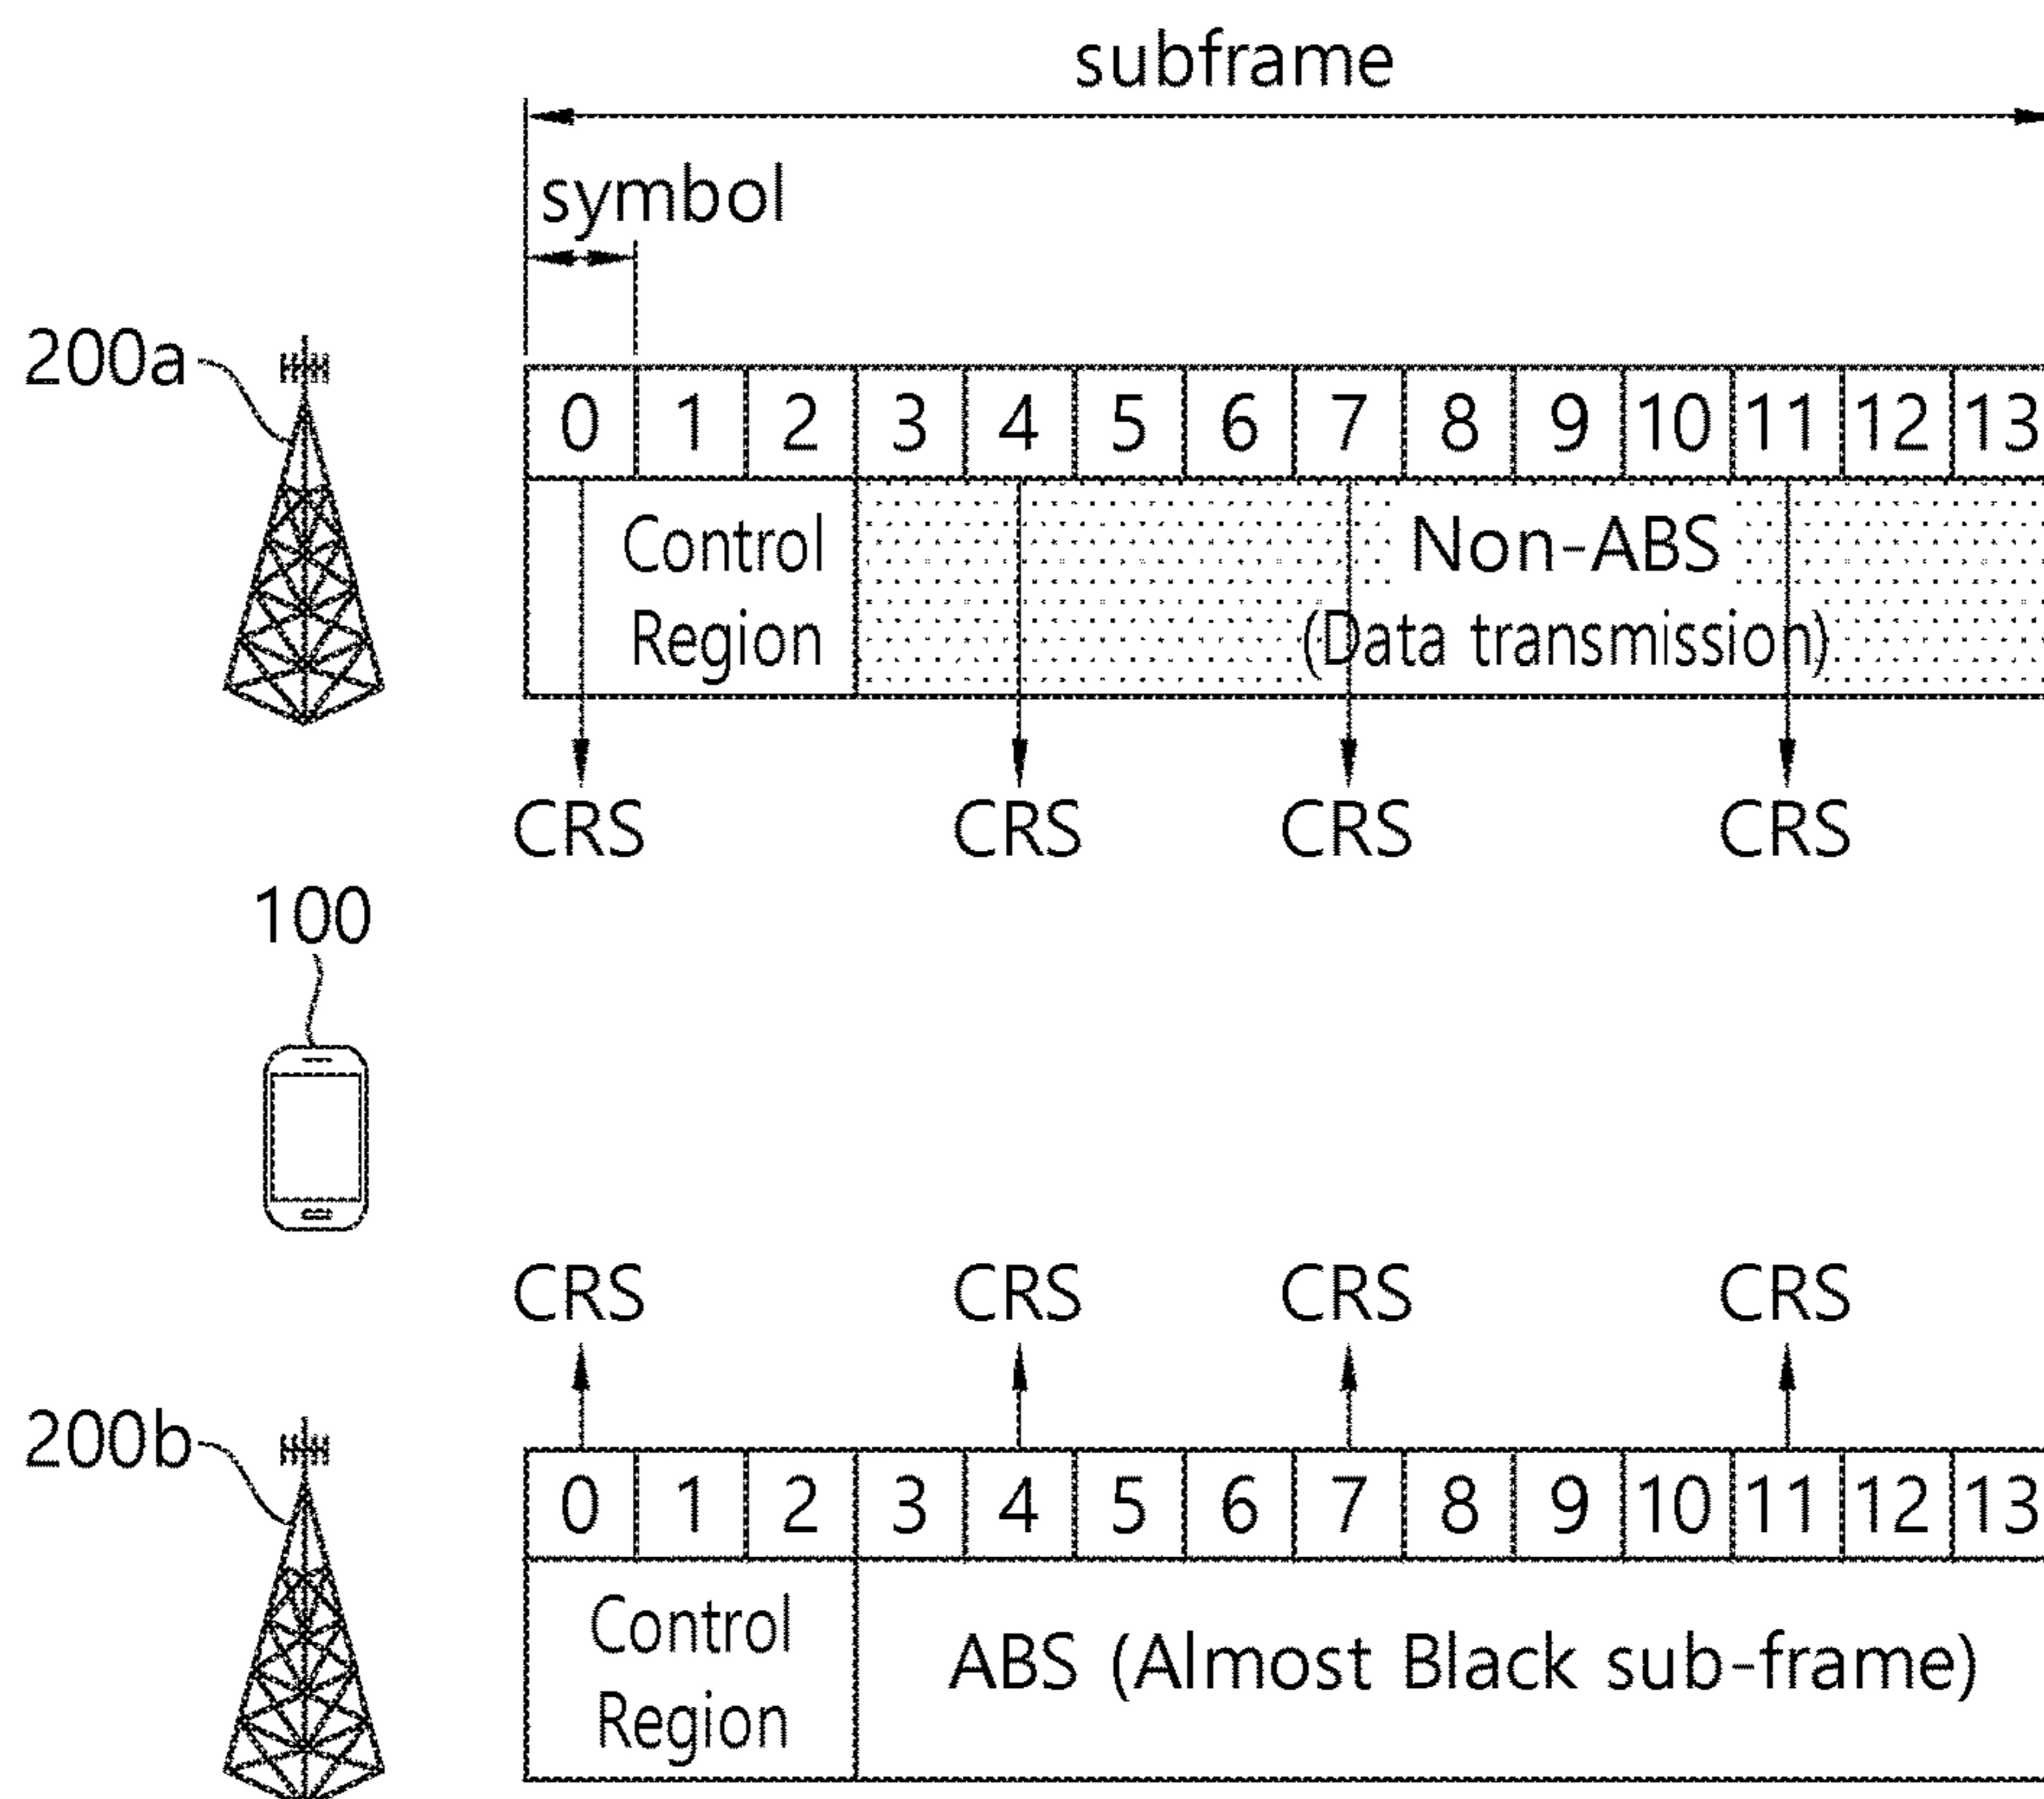 subframe
symbol
200a
0 1 2 3 4 5 6 7 8 9 10 11 12 13
Control Region
Non-ABS
(Data transmission)
CRS CRS CRS CRS
100
CRS CRS CRS CRS
200b
0 1 2 3 4 5 6 7 8 9 10 11 12 13
Control
Region
ABS (Almost Black sub-frame)